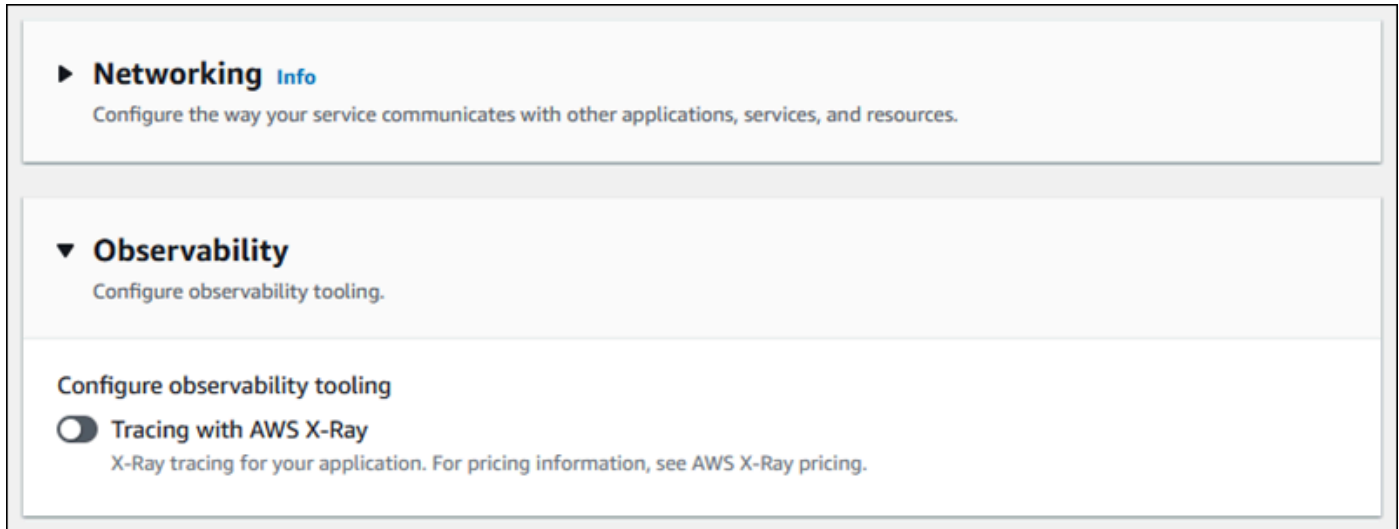 Networking Info
Configure the way your service communicates with other applications, services, and resources.
Observability
Configure observability tooling.
Configure observability tooling
Tracing with AWS X-Ray
X-Ray tracing for your application. For pricing information, see AWS X-Ray pricing.